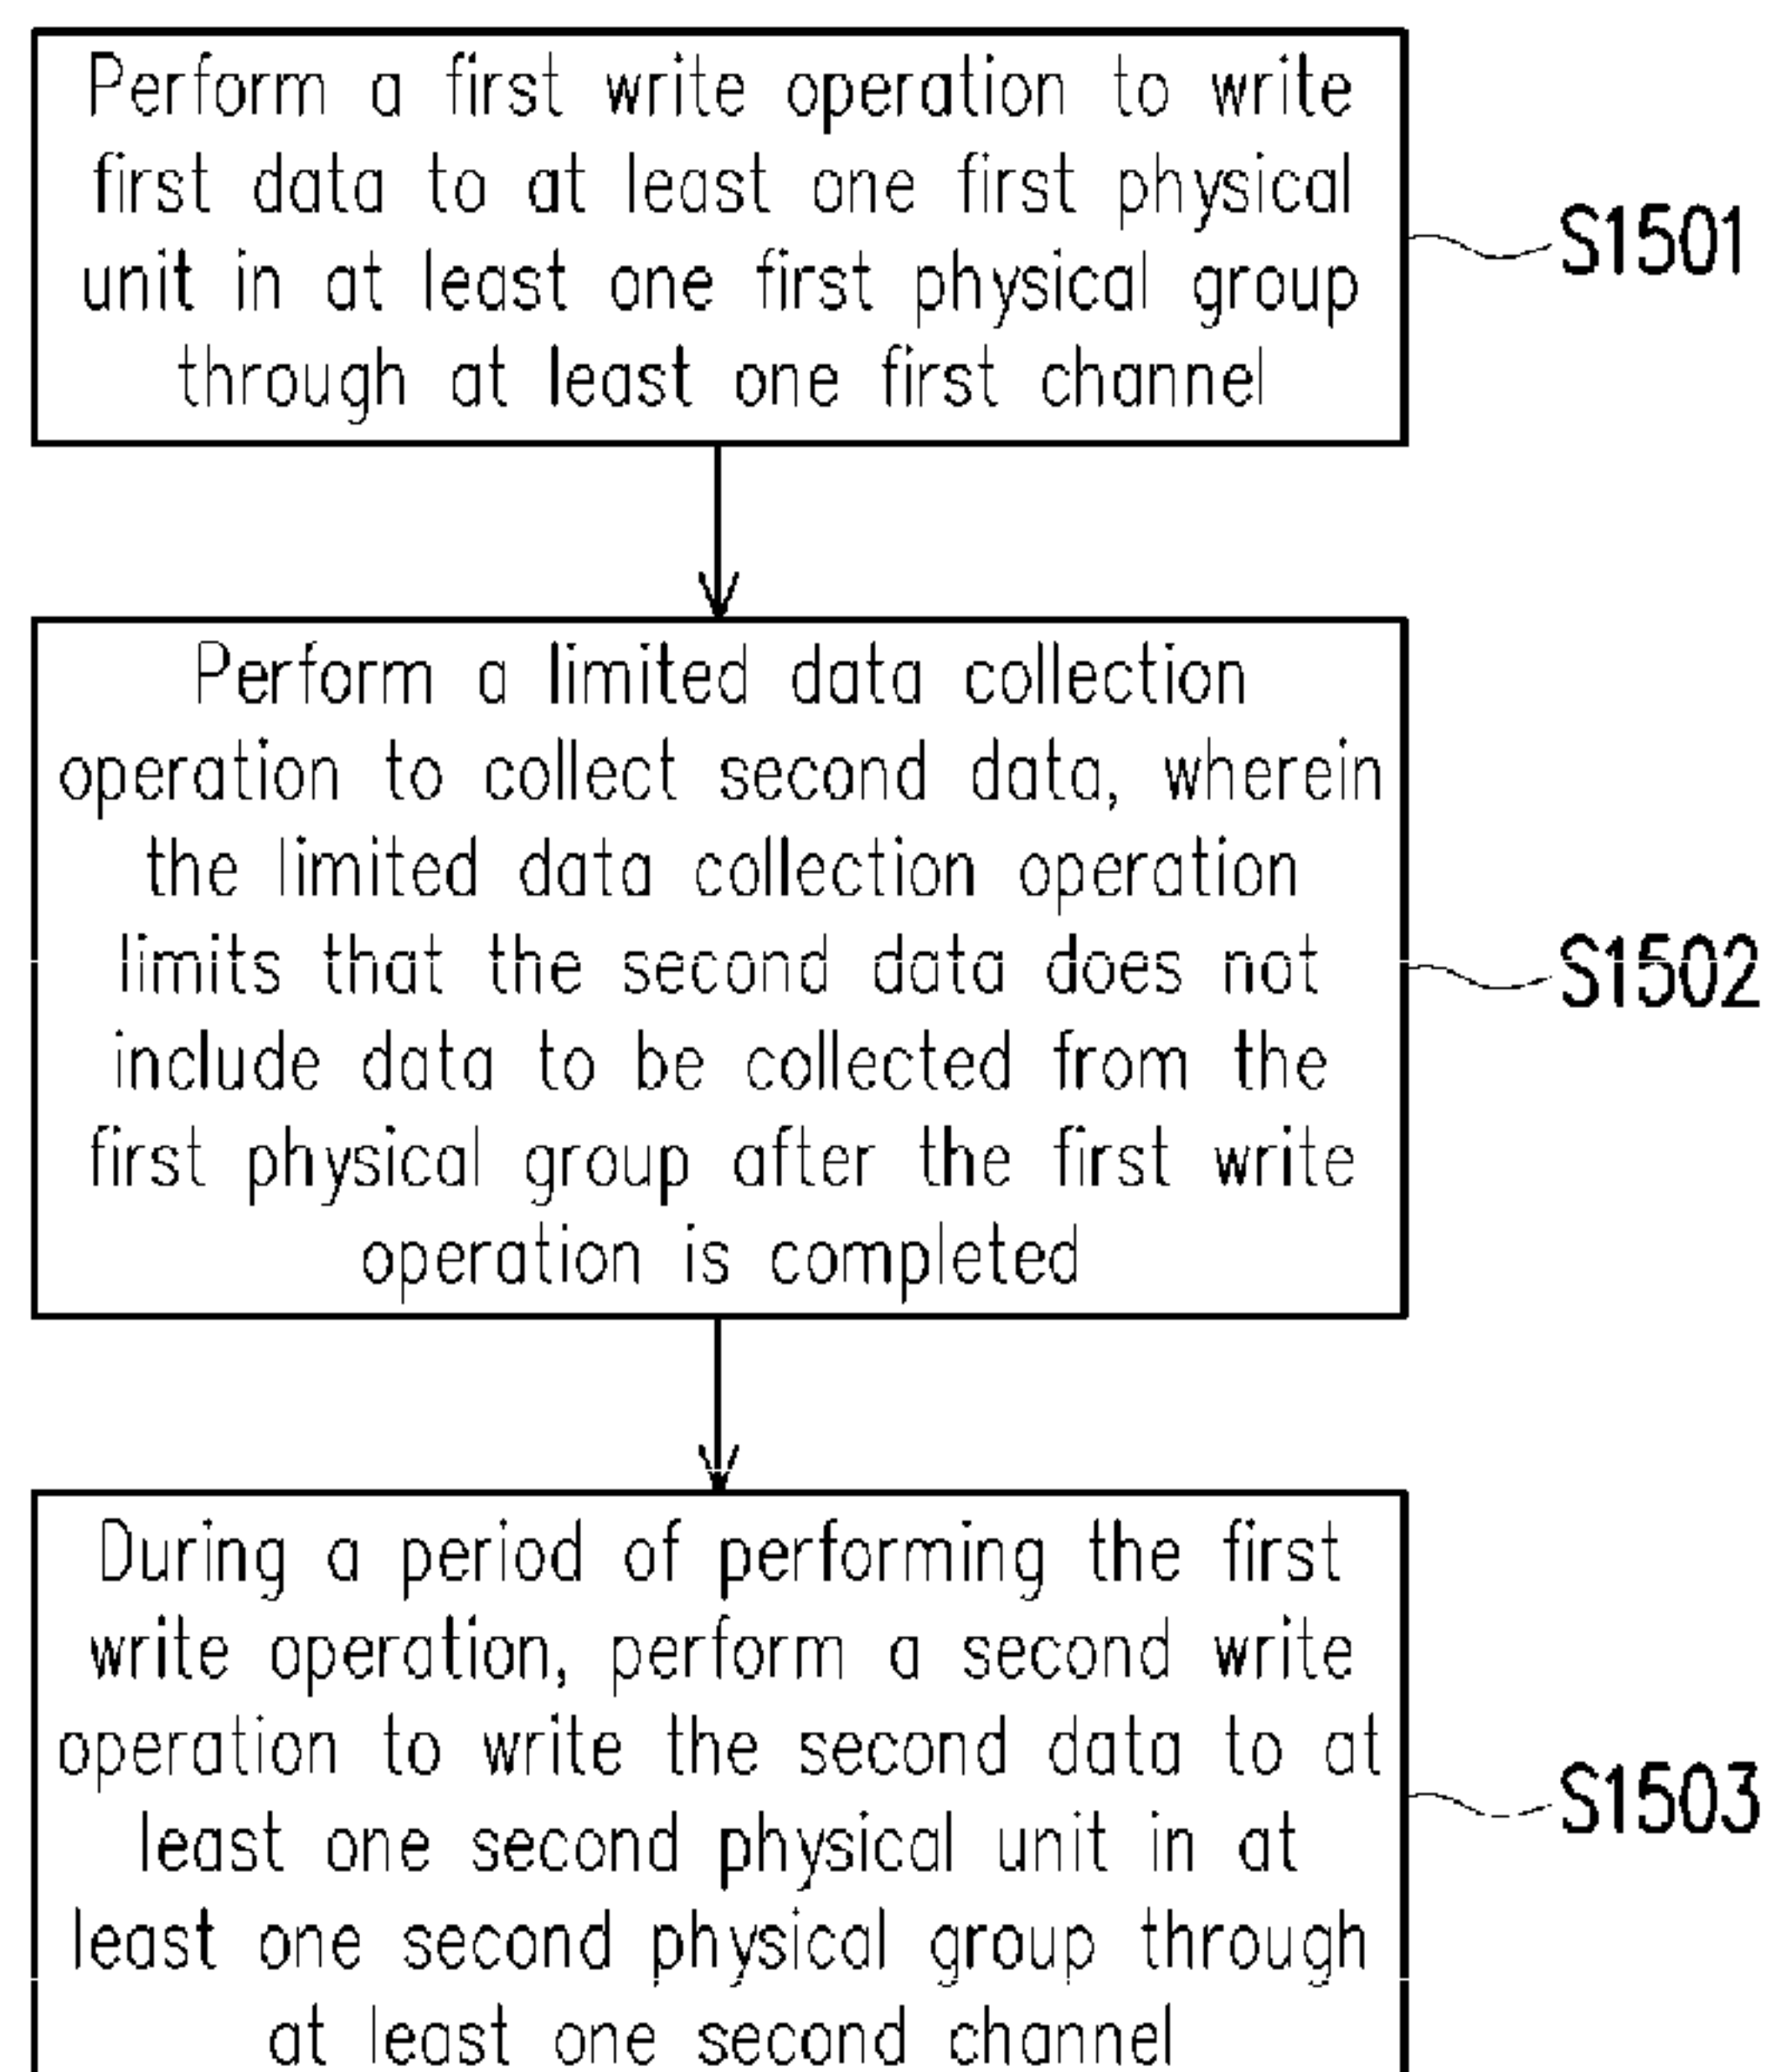 Perform a first write operation to write
first data to at least one first physical
unit in at least one first physical group
through at least one first channel
S1501
Perform a limited data collection
operation to collect second data, wherein
the limited data collection operation
limits that the second data does not
include data to be collected from the
first physical group after the first write
operation is completed
S1502
During a period of performing the first
write operation, perform a second write
operation to write the second data to at
least one second physical unit in at
least one second physical group through
at least one second channel
S1503